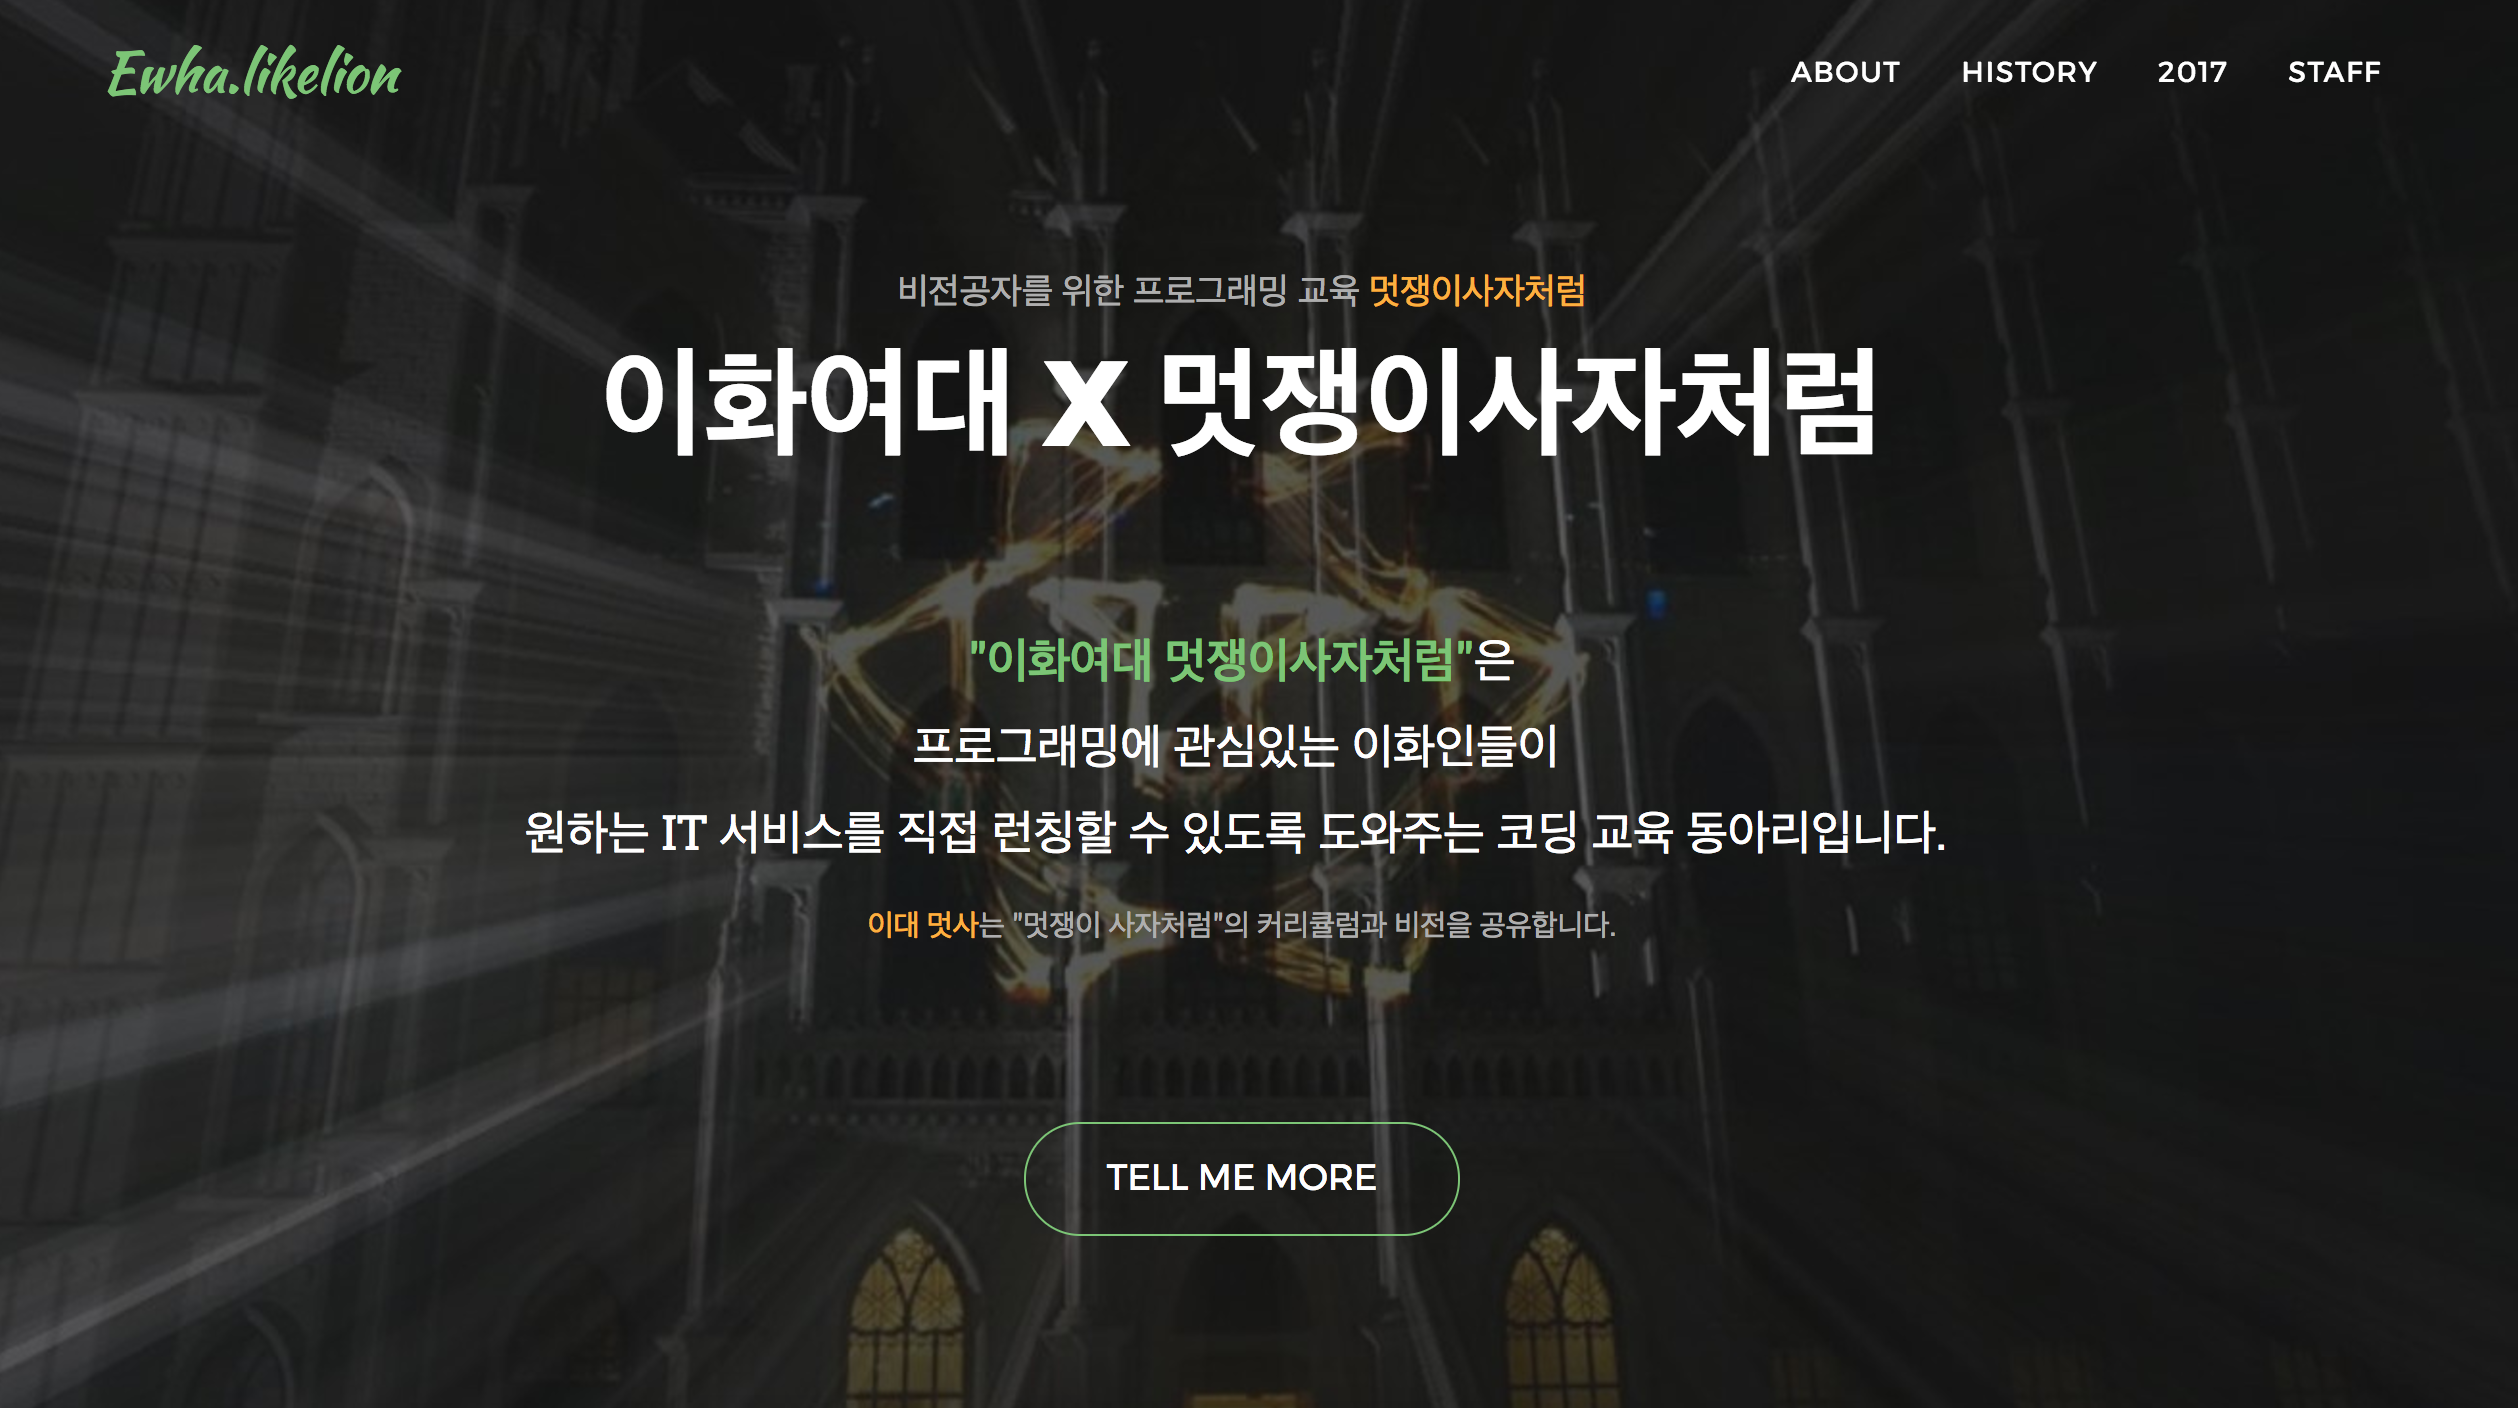 Ewha.likelion
ABOUT HISTORY 2017 STAFF
비전공자를 위한 프로그래밍 교육 멋쟁이사자처럼
이화여대 X 멋쟁이사자처럼
"이화여대 멋쟁이사자처럼"은
프로그래밍에 관심있는 이화인들이
원하는 IT 서비스를 직접 런칭할 수 있도록 도와주는 코딩 교육 동아리입니다.
이대 멋사는 "멋쟁이 사자처럼"의 커리큘럼과 비전을 공유합니다.
TELL ME MORE